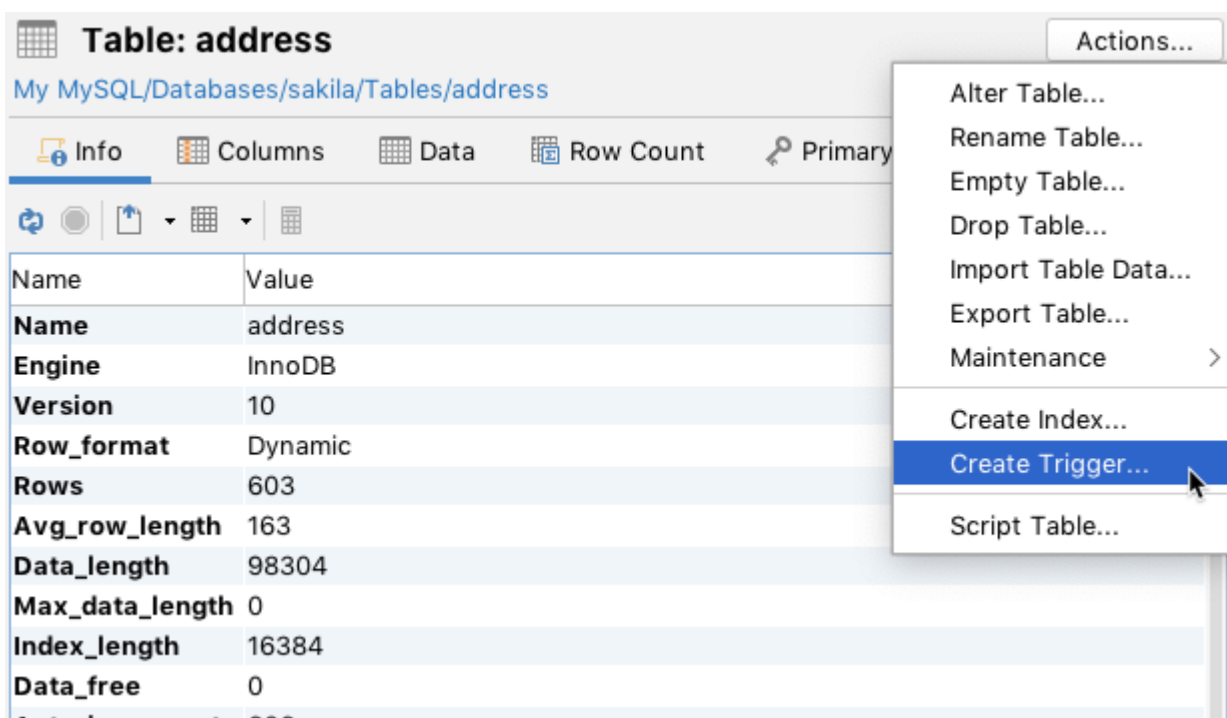 Table: address
Actions...
My MySQL/Databases/sakila/Tables/address
Info Columns Data Row Count Primary
Alter Table...
Rename Table...
Empty Table...
Drop Table...
Import Table Data...
Export Table...
Maintenance
Create Index...
Create Trigger...
Script Table...
Name Value
Name address
Engine InnoDB
Version 10
Row_format Dynamic
Rows 603
Avg_row_length 163
Data_length 98304
Max_data_length 0
Index_length 16384
Data_free 0